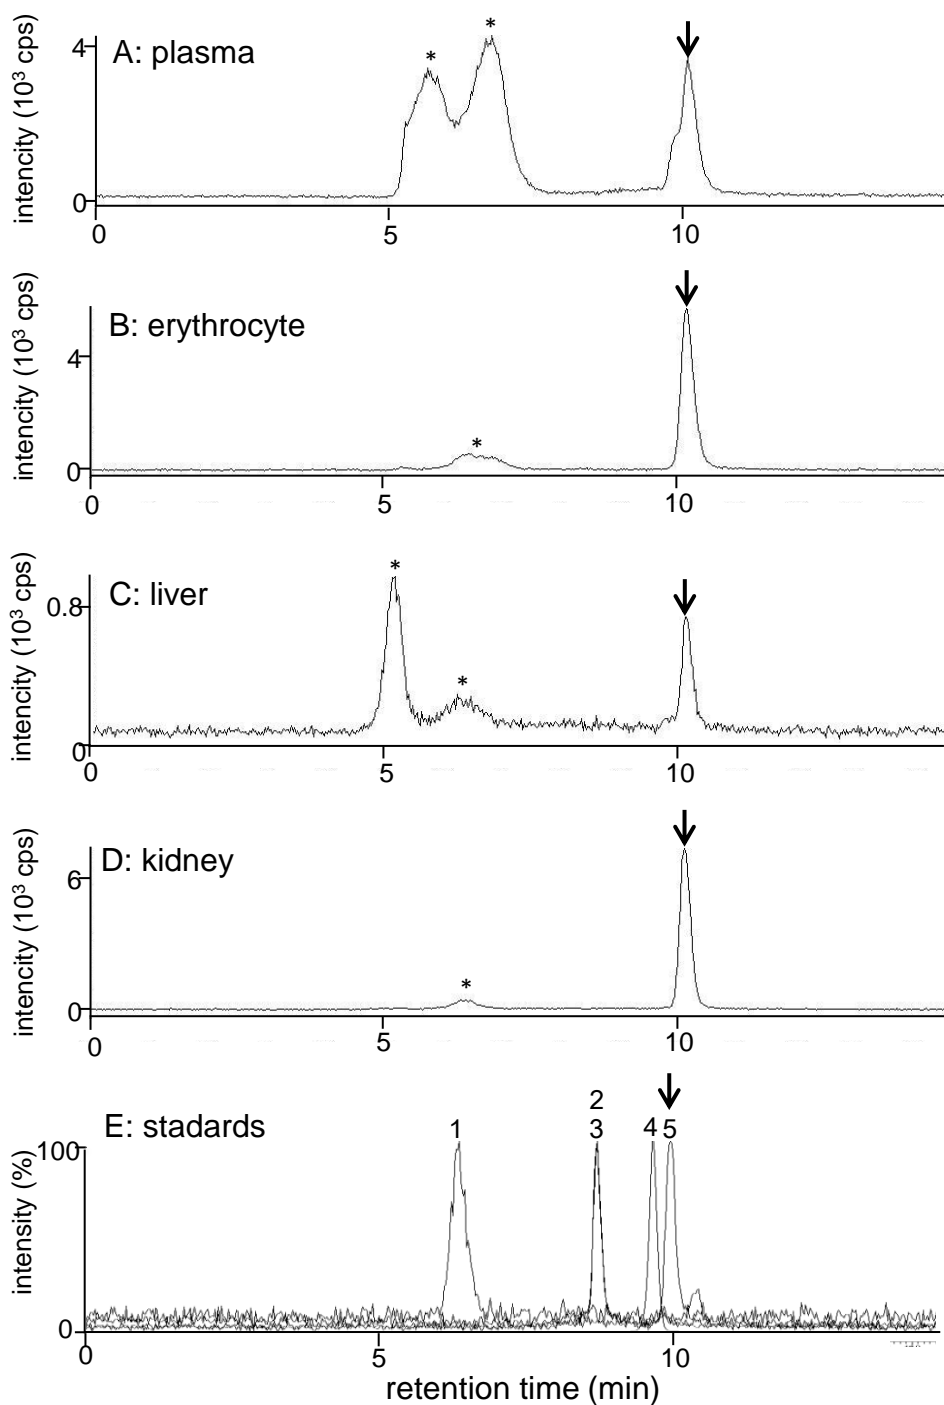 intencity (10³ cps)
A: plasma
* *
4
0
0 5 10
intencity (10³ cps)
B: erythrocyte
*
4
0
0 5 10
intencity (10³ cps)
C: liver
* *
0.8
0
0 5 10
intencity (10³ cps)
D: kidney
*
6
0
0 5 10
intensity (%)
E: stadards
2
1 3 4 5
100
0
0 5 10
retention time (min)